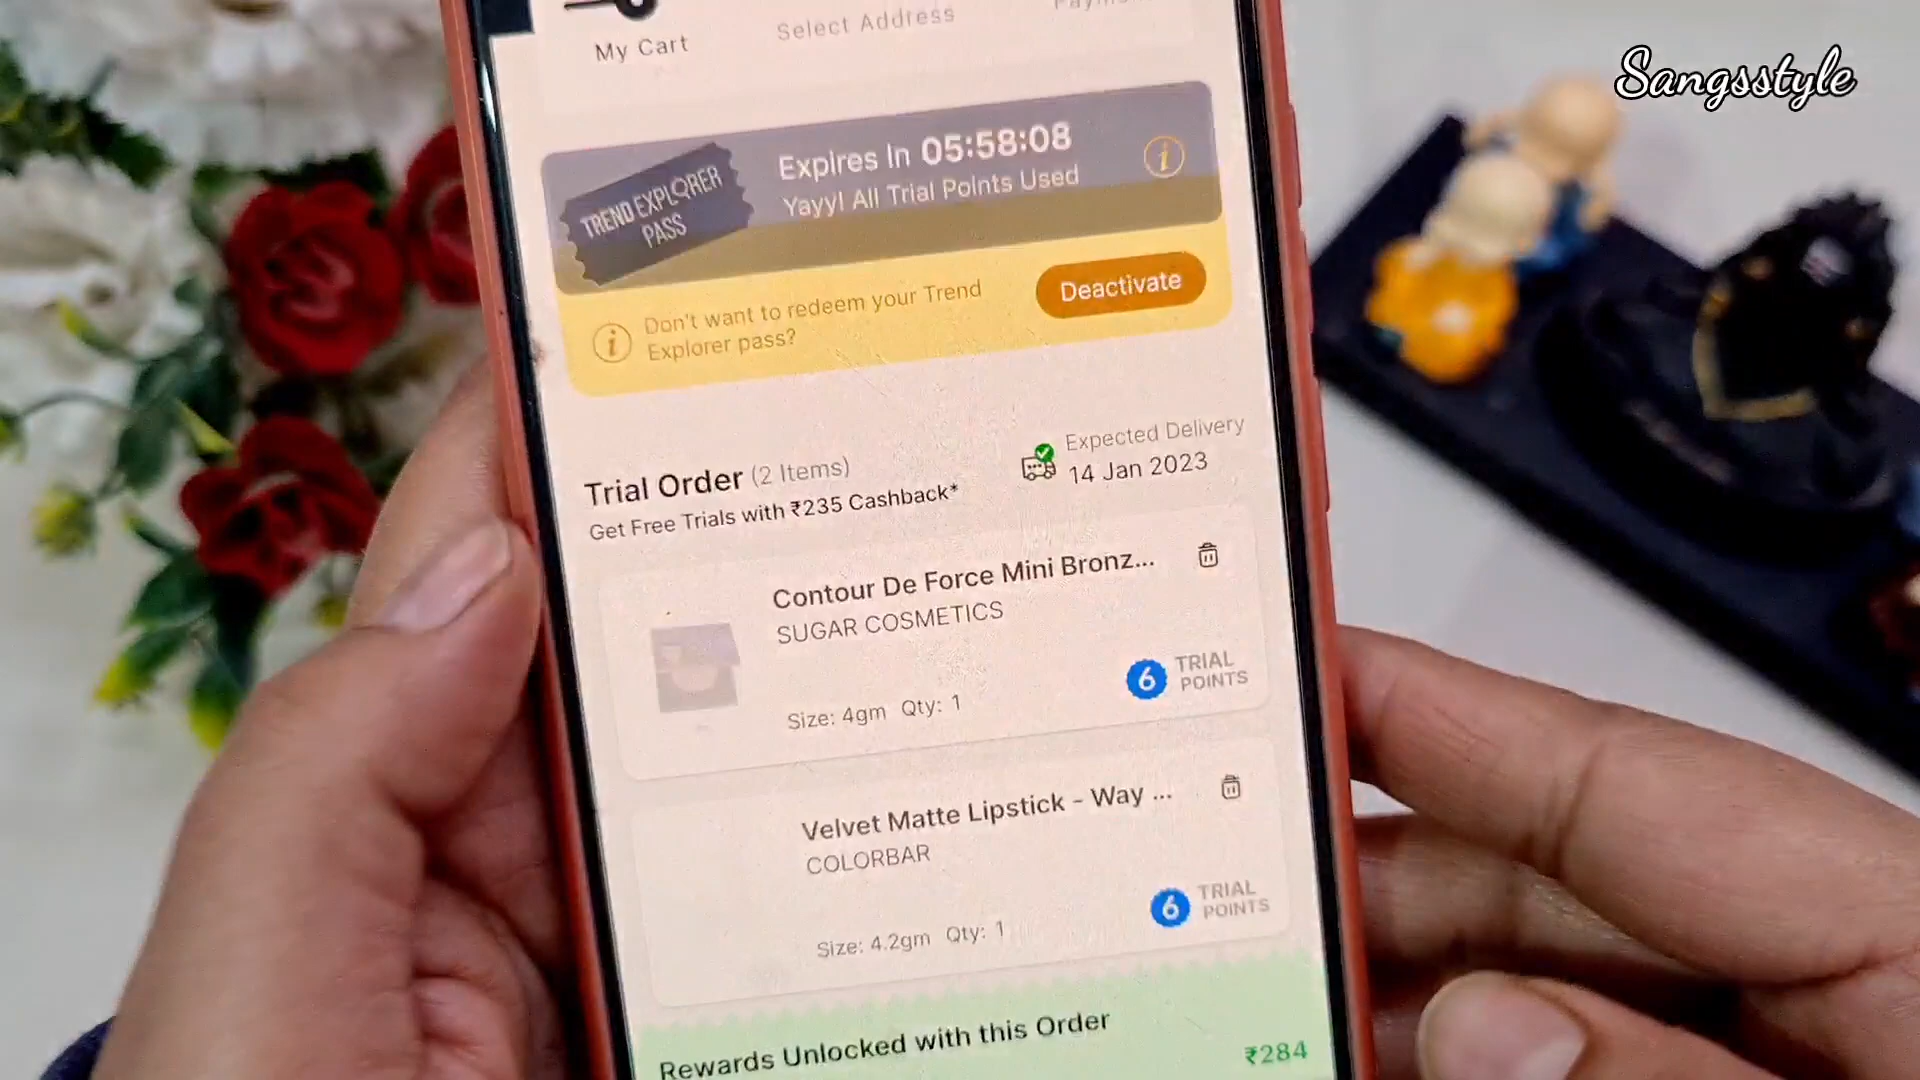 Sangsstyle
My Cart
Select Address
TREND EXPLORER
PASS
Expires In 05:58:08
Yayy! All Trial Points Used
Don't want to redeem your Trend
Explorer pass?
Deactivate
Trial Order (2 Items)
Get Free Trials with ₹235 Cashback*
Expected Delivery
14 Jan 2023
Contour De Force Mini Bronz...
SUGAR COSMETICS
Size: 4gm Qty: 1
6 TRIAL
POINTS
Velvet Matte Lipstick - Way ...
COLORBAR
Size: 4.2gm Qty: 1
6 TRIAL
POINTS
Rewards Unlocked with this Order
₹284